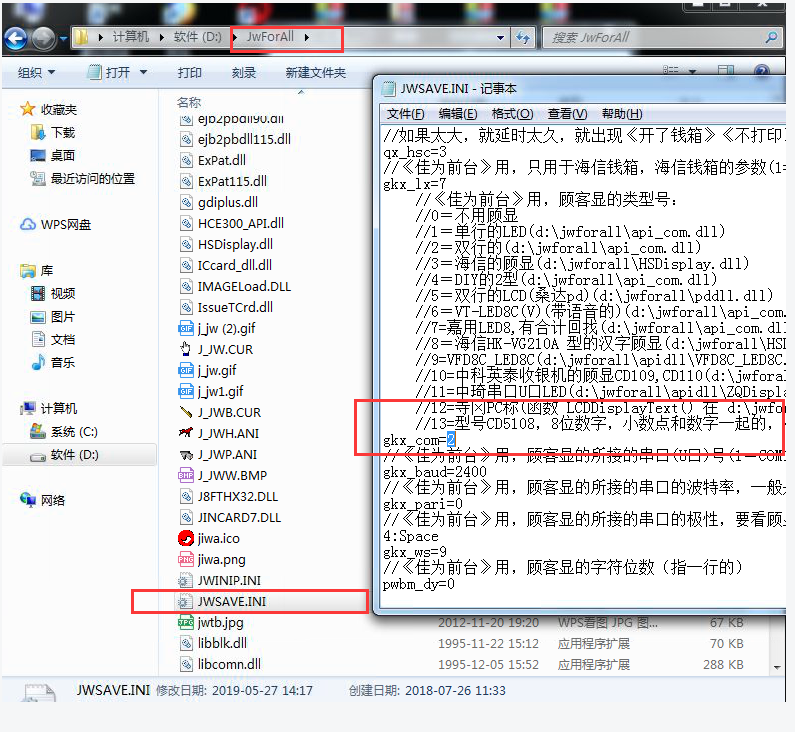 计算机 软件 (D:) JwForAll 搜索 JwForAll
组织 打开 打印 刻录 新建文件夹
收藏夹
下载
桌面
最近访问的位置
WPS网盘
库
视频
图片
文档
音乐
计算机
系统 (C:)
软件 (D:)
网络
名称
ejb2pbdll90.dll
ejb2pbdll115.dll
ExPat.dll
ExPat115.dll
gdiplus.dll
HCE300_API.dll
HSDisplay.dll
ICcard_dll.dll
IMAGELoad.DLL
IssueTCrd.dll
j_jw (2).gif
J_JW.CUR
j_jw.gif
j_jw1.gif
J_JWB.CUR
J_JWH.ANI
J_JWP.ANI
J_JWW.BMP
J8FTHX32.DLL
JINCARD7.DLL
jiwa.ico
jiwa.png
JWINIP.INI
JWSAVE.INI
jwtb.jpg 2012-11-20 19:20 WPS看图 JPG 图... 67 KB
libblk.dll 1995-11-22 15:12 应用程序扩展 70 KB
libcomn.dll 1995-12-05 15:52 应用程序扩展 288 KB
JWSAVE.INI - 记事本
文件(F) 编辑(E) 格式(O) 查看(V) 帮助(H)
//如果太大，就延时太久，就出现《开了钱箱》《不打印
qx_hsc=3
//《佳为前台》用，只用于海信钱箱，海信钱箱的参数(1=
gkx_lx=7
//《佳为前台》用，顾客显的类型号：
//0＝不用顾显
//1＝单行的LED(d:\jwforall\api_com.dll)
//2＝双行的(d:\jwforall\api_com.dll)
//3＝海信的顾显(d:\jwforall\HSDisplay.dll)
//4＝DIY的2型(d:\jwforall\api_com.dll)
//5＝双行的LCD(桑达pd)(d:\jwforall\pddll.dll)
//6＝VT-LED8C(V)(带语音的)(d:\jwforall\api_com.
//7=嘉用LED8,有合计回找(d:\jwforall\api_com.dll
//8＝海信HK-VG210A 型的汉字顾显(d:\jwforall\HSD
//9=VFD8C_LED8C(d:\jwforall\apidll\VFD8C_LED8C.
//10=中科英泰收银机的顾显CD109,CD110(d:\jwforall
//11=中琦串口U口LED(d:\jwforall\apidll\ZQDispla
//12=寺冈PC称(函数 LCDDisplayText() 在 d:\jwfo
//13=型号CD5108，8位数字，小数点和数字一起的，
gkx_com=2
//《佳为前台》用，顾客显的所接的串口(U口)号(1－COM1
gkx_baud=2400
//《佳为前台》用，顾客显的所接的串口的波特率，一般
gkx_pari=0
//《佳为前台》用，顾客显的所接的串口的极性，要看顾
4:Space
gkx_ws=9
//《佳为前台》用，顾客显的字符位数（指一行的）
pwbm_dy=0
JWSAVE.INI 修改日期: 2019-05-27 14:17 创建日期: 2018-07-26 11:33